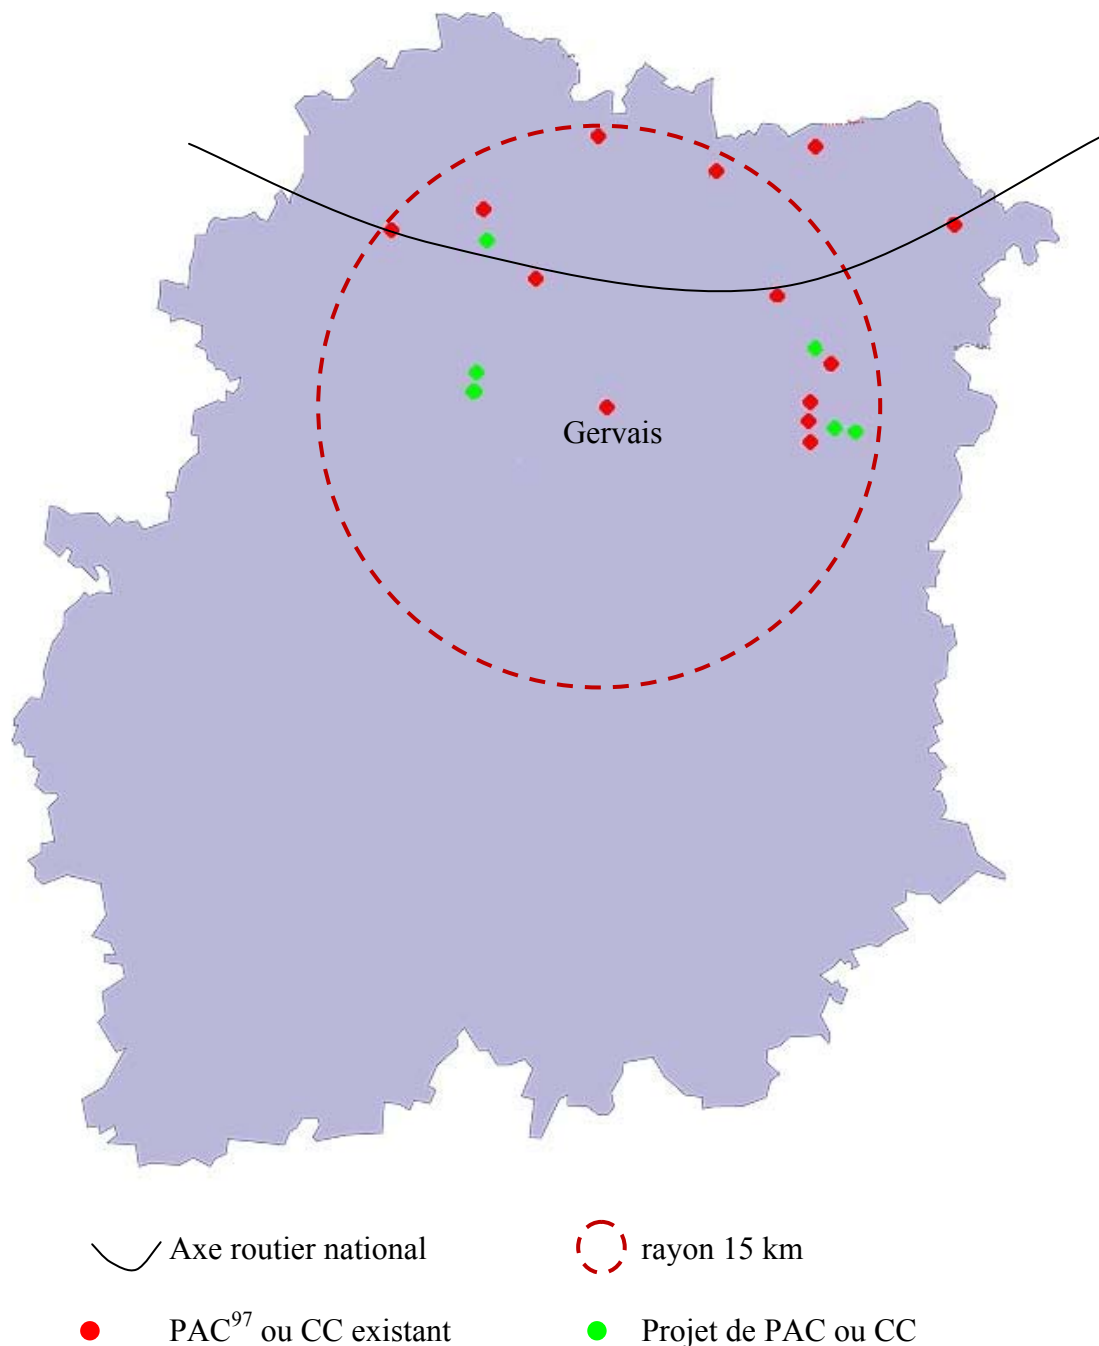 Gervais
Axe routier national
rayon 15 km
PAC97 ou CC existant
Projet de PAC ou CC